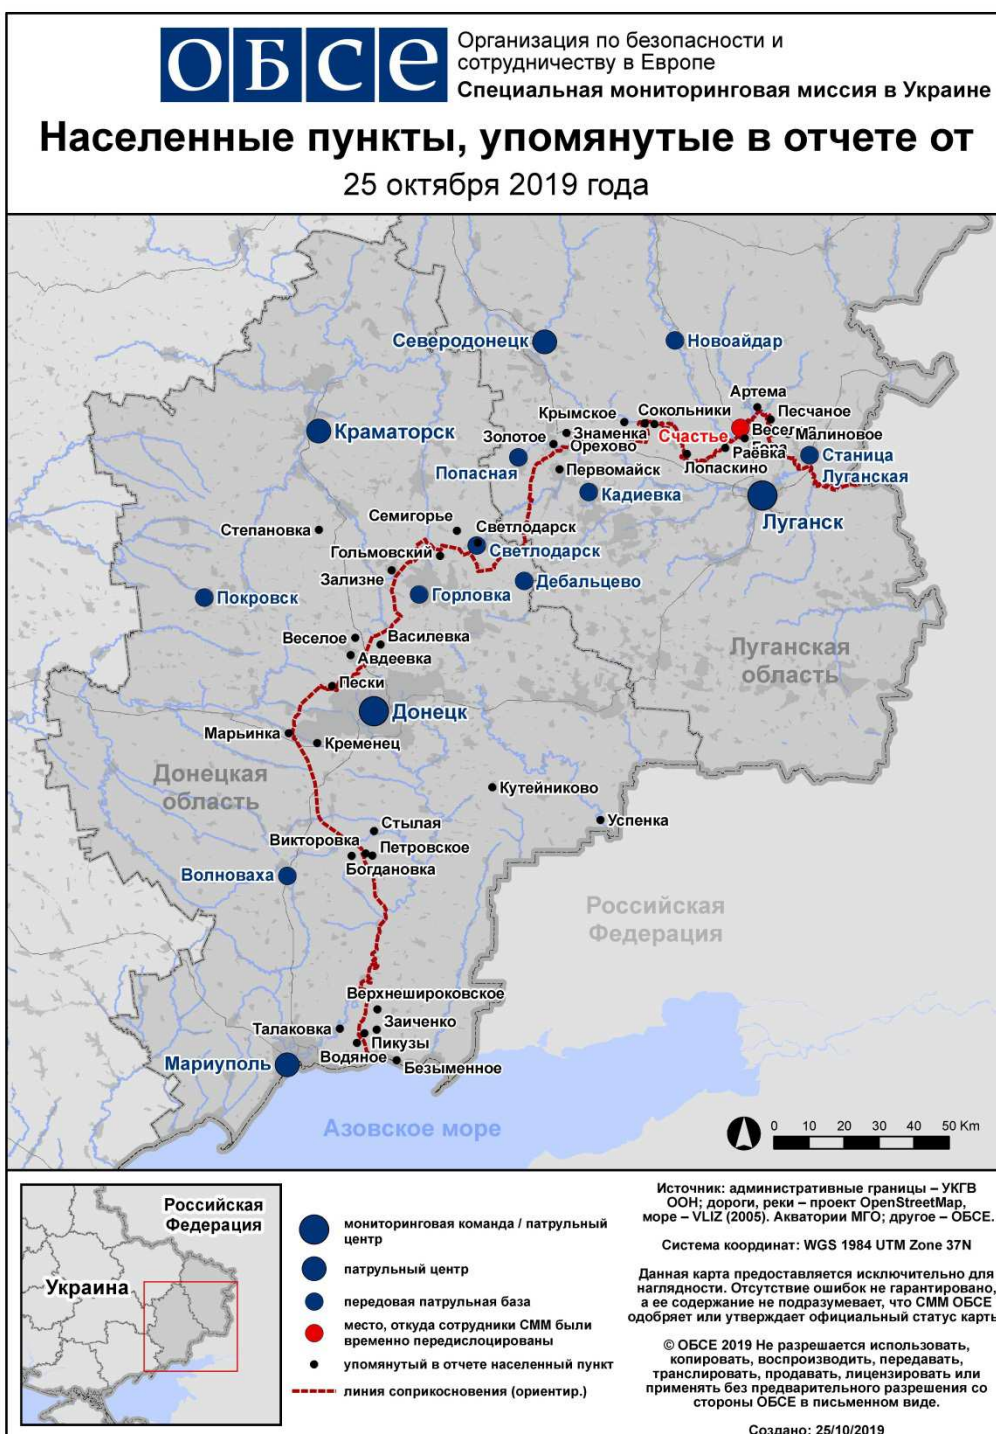 ОБСЕ
Организация по безопасности и
сотрудничеству в Европе
Специальная мониторинговая миссия в Украине
Населенные пункты, упомянутые в отчете от
25 октября 2019 года
Северодонецк
Новоайдар
Артема
Крымское
Сокольники
Песчаное
Краматорск
Золотое
Знаменка
Счастье
Малиновое
Орехово
Раёвка
Станица
Попасная
Лопаскино
Первомайск
Луганская
Кадиевка
Луганск
Степановка
Семигорье
Светлодарск
Гольмовский
Светлодарск
Зализне
Дебальцево
Покровск
Горловка
Веселое
Василевка
Авдеевка
Луганская
область
Пески
Донецк
Марьинка
Кременец
Донецкая
область
Кутейниково
Успенка
Стылая
Викторовка
Петровское
Богдановка
Волноваха
Российская
Федерация
Верхнешироковское
Талаковка
Заиченко
Пикузы
Водяное
Мариуполь
Безыменное
Азовское море
0 10 20 30 40 50 Km
Российская
Федерация
Украина
мониторинговая команда / патрульный
центр
патрульный центр
передовая патрульная база
место, откуда сотрудники СММ были
временно передислоцированы
упомянутый в отчете населенный пункт
линия соприкосновения (ориентир.)
Источник: административные границы – УКГВ
ООН; дороги, реки – проект OpenStreetMap,
море – VLIZ (2005). Акватории МГО; другое – ОБСЕ.
Система координат: WGS 1984 UTM Zone 37N
Данная карта предоставляется исключительно для
наглядности. Отсутствие ошибок не гарантировано,
а ее содержание не подразумевает, что СММ ОБСЕ
одобряет или утверждает официальный статус карты
© ОБСЕ 2019 Не разрешается использовать,
копировать, воспроизводить, передавать,
транслировать, продавать, лицензировать или
применять без предварительного разрешения со
стороны ОБСЕ в письменном виде.
Создано: 25/10/2019